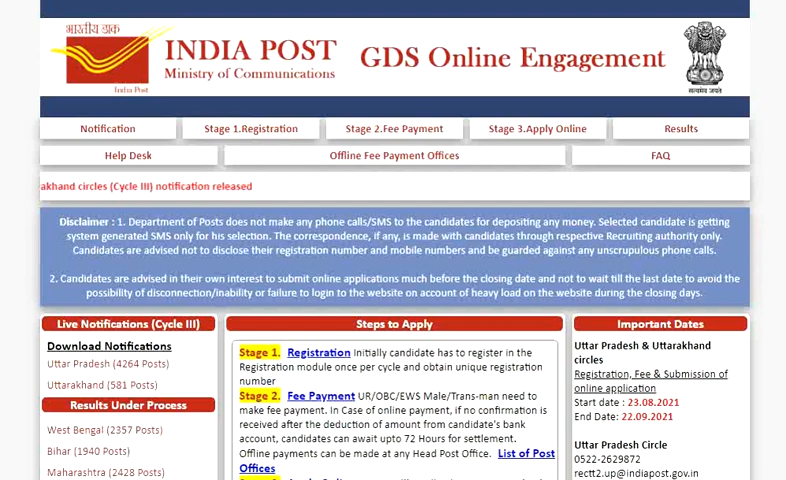 भारतीय डाक
India Post
INDIA POST
Ministry of Communications
GDS Online Engagement
सत्यमेव जयते
Notification
Stage 1.Registration
Stage 2.Fee Payment
Stage 3.Apply Online
Results
Help Desk
Offline Fee Payment Offices
FAQ
akhand circles (Cycle III) notification released
Disclaimer : 1. Department of Posts does not make any phone calls/SMS to the candidates for depositing any money. Selected candidate is getting
system generated SMS only for his selection. The correspondence, if any, is made with candidates through respective Recruiting authority only.
Candidates are advised not to disclose their registration number and mobile numbers and be guarded against any unscrupulous phone calls.
2. Candidates are advised in their own interest to submit online applications much before the closing date and not to wait till the last date to avoid the
possibility of disconnection/inability or failure to login to the website on account of heavy load on the website during the closing days.
Live Notifications (Cycle III)
Download Notifications
Uttar Pradesh (4264 Posts)
Uttarakhand (581 Posts)
Results Under Process
West Bengal (2357 Posts)
Bihar (1940 Posts)
Maharashtra (2428 Posts)
Steps to Apply
Stage 1. Registration Initially candidate has to register in the
Registration module once per cycle and obtain unique registration
number
Stage 2. Fee Payment UR/OBC/EWS Male/Trans-man need to
make fee payment. In Case of online payment, if no confirmation is
received after the deduction of amount from candidate's bank
account, candidates can await upto 72 Hours for settlement.
Offline payments can be made at any Head Post Office. List of Post
Offices
Important Dates
Uttar Pradesh & Uttarakhand
circles
Registration, Fee & Submission of
online application
Start date : 23.08.2021
End Date: 22.09.2021
Uttar Pradesh Circle
0522-2629872
rectt2.up@indiapost.gov.in